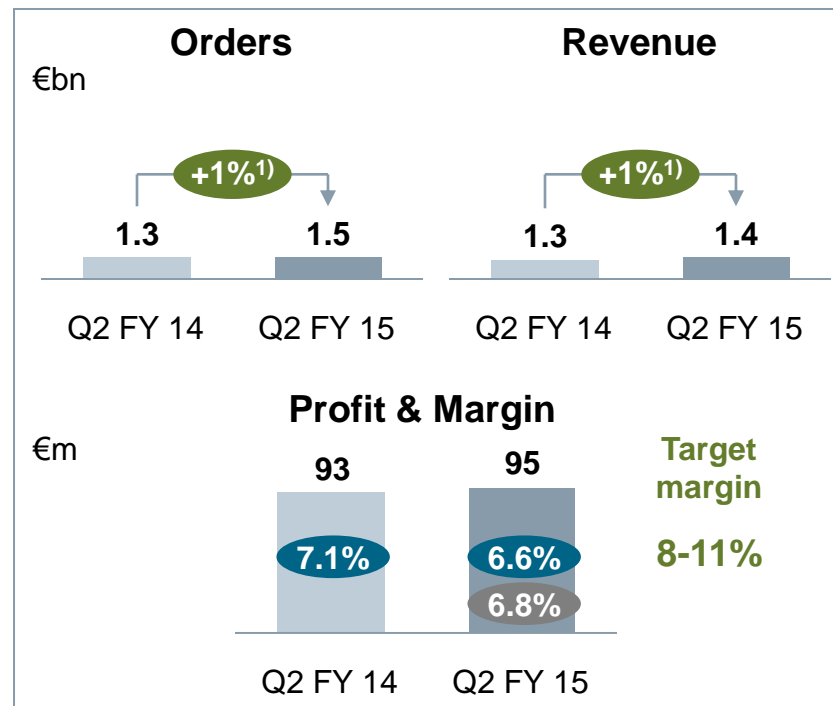 Orders
Revenue
€bn
+1%1)
+1%1)
1.3
1.5
1.3
1.4
Q2 FY 14
Q2 FY 15
Q2 FY 14
Q2 FY 15
Profit & Margin
€m
93
95
Target
margin
7.1%
6.6%
8-11%
6.8%
Q2 FY 14
Q2 FY 15